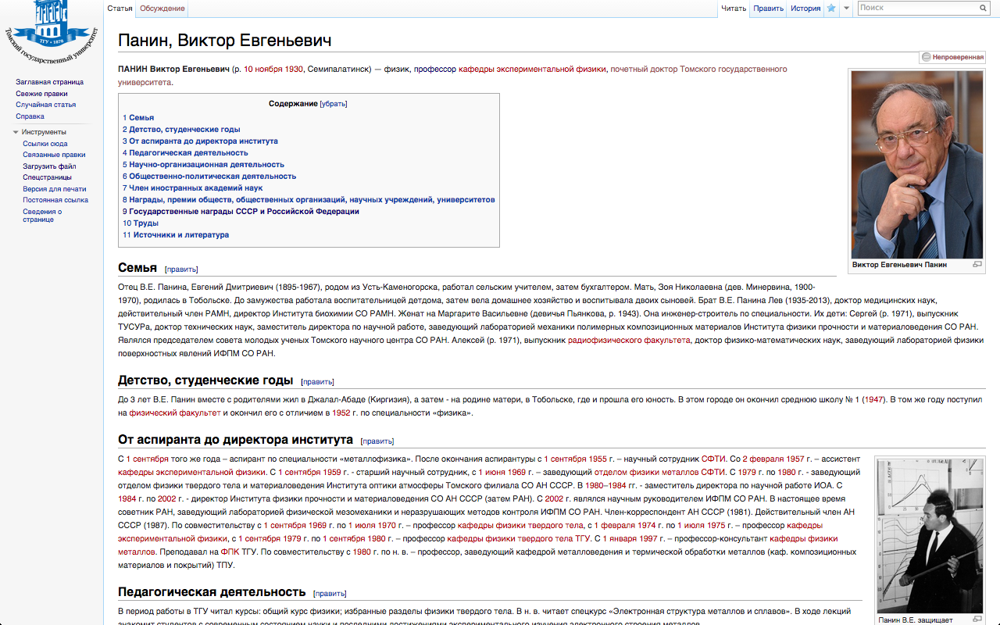 Томский государственный университет
ТГУ • 1878
Статья
Обсуждение
Читать
Править
История
Поиск
Заглавная страница
Свежие правки
Случайная статья
Справка
Инструменты
Ссылки сюда
Связанные правки
Загрузить файл
Спецстраницы
Версия для печати
Постоянная ссылка
Сведения о
странице
Панин, Виктор Евгеньевич
Непроверенная
ПАНИН Виктор Евгеньевич (р. 10 ноября 1930, Семипалатинск) — физик, профессор кафедры экспериментальной физики, почетный доктор Томского государственного
университета.
Содержание [убрать]
1 Семья
2 Детство, студенческие годы
3 От аспиранта до директора института
4 Педагогическая деятельность
5 Научно-организационная деятельность
6 Общественно-политическая деятельность
7 Член иностранных академий наук
8 Награды, премии обществ, общественных организаций, научных учреждений, университетов
9 Государственные награды СССР и Российской Федерации
10 Труды
11 Источники и литература
Виктор Евгеньевич Панин
Семья [править]
Отец В.Е. Панина, Евгений Дмитриевич (1895-1967), родом из Усть-Каменогорска, работал сельским учителем, затем бухгалтером. Мать, Зоя Николаевна (дев. Минервина, 1900-
1970), родилась в Тобольске. До замужества работала воспитательницей детдома, затем вела домашнее хозяйство и воспитывала двоих сыновей. Брат В.Е. Панина Лев (1935-2013), доктор медицинских наук,
действительный член РАМН, директор Института биохимии СО РАМН. Женат на Маргарите Васильевне (девичья Пьянкова, р. 1943). Она инженер-строитель по специальности. Их дети: Сергей (р. 1971), выпускник
ТУСУРа, доктор технических наук, заместитель директора по научной работе, заведующий лабораторией механики полимерных композиционных материалов Института физики прочности и материаловедения СО РАН.
Являлся председателем совета молодых ученых Томского научного центра СО РАН. Алексей (р. 1971), выпускник радиофизического факультета, доктор физико-математических наук, заведующий лабораторией физики
поверхностных явлений ИФПМ СО РАН.
Детство, студенческие годы [править]
До 3 лет В.Е. Панин вместе с родителями жил в Джалал-Абаде (Киргизия), а затем - на родине матери, в Тобольске, где и прошла его юность. В этом городе он окончил среднюю школу № 1 (1947). В том же году поступил
на физический факультет и окончил его с отличием в 1952 г. по специальности «физика».
От аспиранта до директора института [править]
С 1 сентября того же года – аспирант по специальности «металлофизика». После окончания аспирантуры с 1 сентября 1955 г. – научный сотрудник СФТИ. Со 2 февраля 1957 г. – ассистент
кафедры экспериментальной физики. С 1 сентября 1959 г. - старший научный сотрудник, с 1 июня 1969 г. – заведующий отделом физики металлов СФТИ. С 1979 г. по 1980 г. - заведующий
отделом физики твердого тела и материаловедения Института оптики атмосферы Томского филиала СО АН СССР. В 1980–1984 гг. - заместитель директора по научной работе ИОА. С
1984 г. по 2002 г. - директор Института физики прочности и материаловедения СО АН СССР (затем РАН). С 2002 г. являлся научным руководителем ИФПМ СО РАН. В настоящее время
советник РАН, заведующий лабораторией физической мезомеханики и неразрушающих методов контроля ИФПМ СО РАН. Член-корреспондент АН СССР (1981). Действительный член АН
СССР (1987). По совместительству с 1 сентября 1969 г. по 1 июля 1970 г. – профессор кафедры физики твердого тела, с 1 февраля 1974 г. по 1 июля 1975 г. – профессор кафедры
экспериментальной физики, с 1 сентября 1979 г. по 1 сентября 1980 г. – профессор кафедры физики твердого тела ТГУ. С 1 января 1997 г. – профессор-консультант кафедры физики
металлов. Преподавал на ФПК ТГУ. По совместительству с 1980 г. по н. в. – профессор, заведующий кафедрой металловедения и термической обработки металлов (каф. композиционных
материалов и покрытий) ТПУ.
Панин В.Е. защищает
Педагогическая деятельность [править]
В период работы в ТГУ читал курсы: общий курс физики; избранные разделы физики твердого тела. В н. в. читает спецкурс «Электронная структура металлов и сплавов». В ходе лекций
знакомит студентов с современным состоянием науки и последними достижениями экспериментального изучения электронного строения металлов